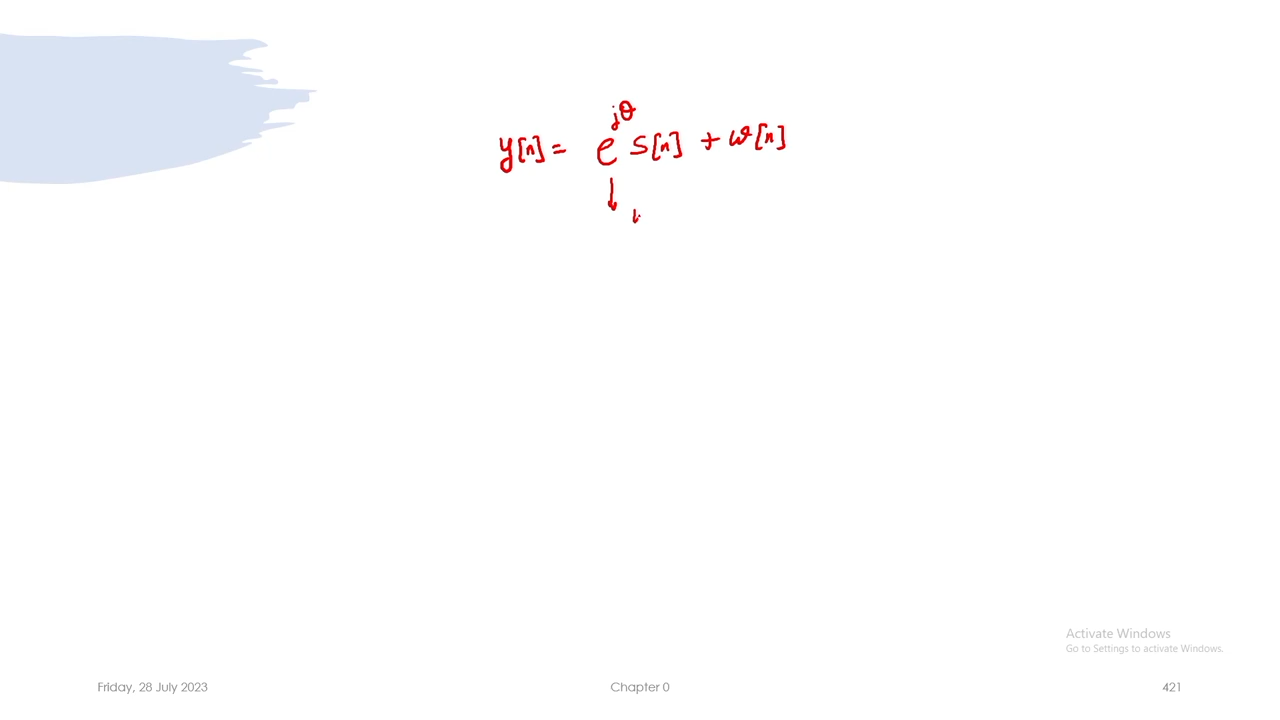 y[n] = e^{jθ} s[n] + w[n]
↓
Activate Windows
Go to Settings to activate Windows.
Friday, 28 July 2023
Chapter 0
421